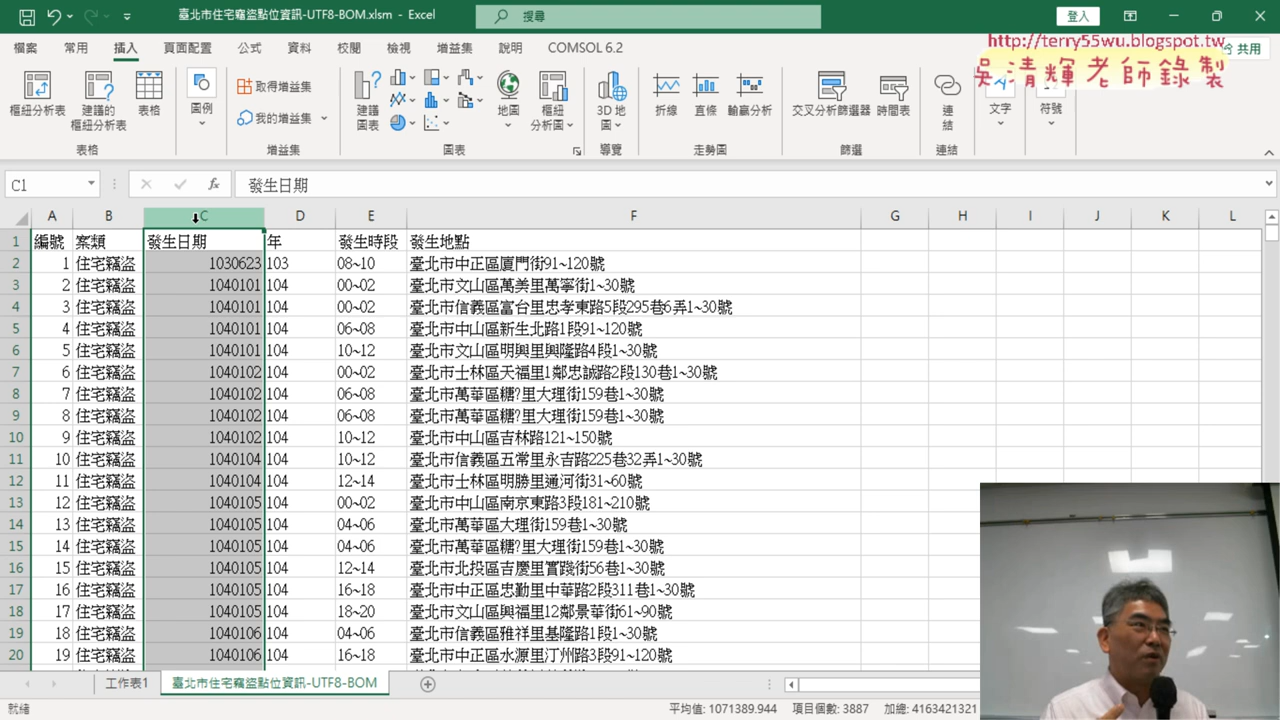 臺北市住宅竊盜點位資訊-UTF8-BOM.xlsm - Excel
搜尋
登入
檔案 常用 插入 頁面配置 公式 資料 校閱 檢視 增益集 說明 COMSOL 6.2
http://terry55wu.blogspot.tw
共用
吳清輝老師錄製
樞紐分析表 建議的樞紐分析表 表格 圖例 取得增益集 我的增益集 建議圖表 地圖 樞紐分析圖 3D 地圖 折線 直條 輸贏分析 交叉分析篩選器 時間表 連結 文字 符號
表格 增益集 圖表 導覽 走勢圖 篩選 連結
C1 fx 發生日期
A B C D E F G H I J K L
1 編號 案類 發生日期 年 發生時段 發生地點
2 1 住宅竊盜 1030623 103 08~10 臺北市中正區廈門街91~120號
3 2 住宅竊盜 1040101 104 00~02 臺北市文山區萬美里萬寧街1~30號
4 3 住宅竊盜 1040101 104 00~02 臺北市信義區富台里忠孝東路5段295巷6弄1~30號
5 4 住宅竊盜 1040101 104 06~08 臺北市中山區新生北路1段91~120號
6 5 住宅竊盜 1040101 104 10~12 臺北市文山區明興里興隆路4段1~30號
7 6 住宅竊盜 1040102 104 00~02 臺北市士林區天福里1鄰忠誠路2段130巷1~30號
8 7 住宅竊盜 1040102 104 06~08 臺北市萬華區糖?里大理街159巷1~30號
9 8 住宅竊盜 1040102 104 06~08 臺北市萬華區糖?里大理街159巷1~30號
10 9 住宅竊盜 1040102 104 10~12 臺北市中山區吉林路121~150號
11 10 住宅竊盜 1040104 104 10~12 臺北市信義區五常里永吉路225巷32弄1~30號
12 11 住宅竊盜 1040104 104 12~14 臺北市士林區明勝里通河街31~60號
13 12 住宅竊盜 1040105 104 00~02 臺北市中山區南京東路3段181~210號
14 13 住宅竊盜 1040105 104 04~06 臺北市萬華區大理街159巷1~30號
15 14 住宅竊盜 1040105 104 04~06 臺北市萬華區糖?里大理街159巷1~30號
16 15 住宅竊盜 1040105 104 12~14 臺北市北投區吉慶里實踐街56巷1~30號
17 16 住宅竊盜 1040105 104 16~18 臺北市中正區忠勤里中華路2段311巷1~30號
18 17 住宅竊盜 1040105 104 18~20 臺北市文山區興福里12鄰景華街61~90號
19 18 住宅竊盜 1040106 104 04~06 臺北市信義區雅祥里基隆路1段1~30號
20 19 住宅竊盜 1040106 104 16~18 臺北市中正區水源里汀州路3段91~120號
工作表1 臺北市住宅竊盜點位資訊-UTF8-BOM
就緒 平均值: 1071389.944 項目個數: 3887 加總: 4163421321